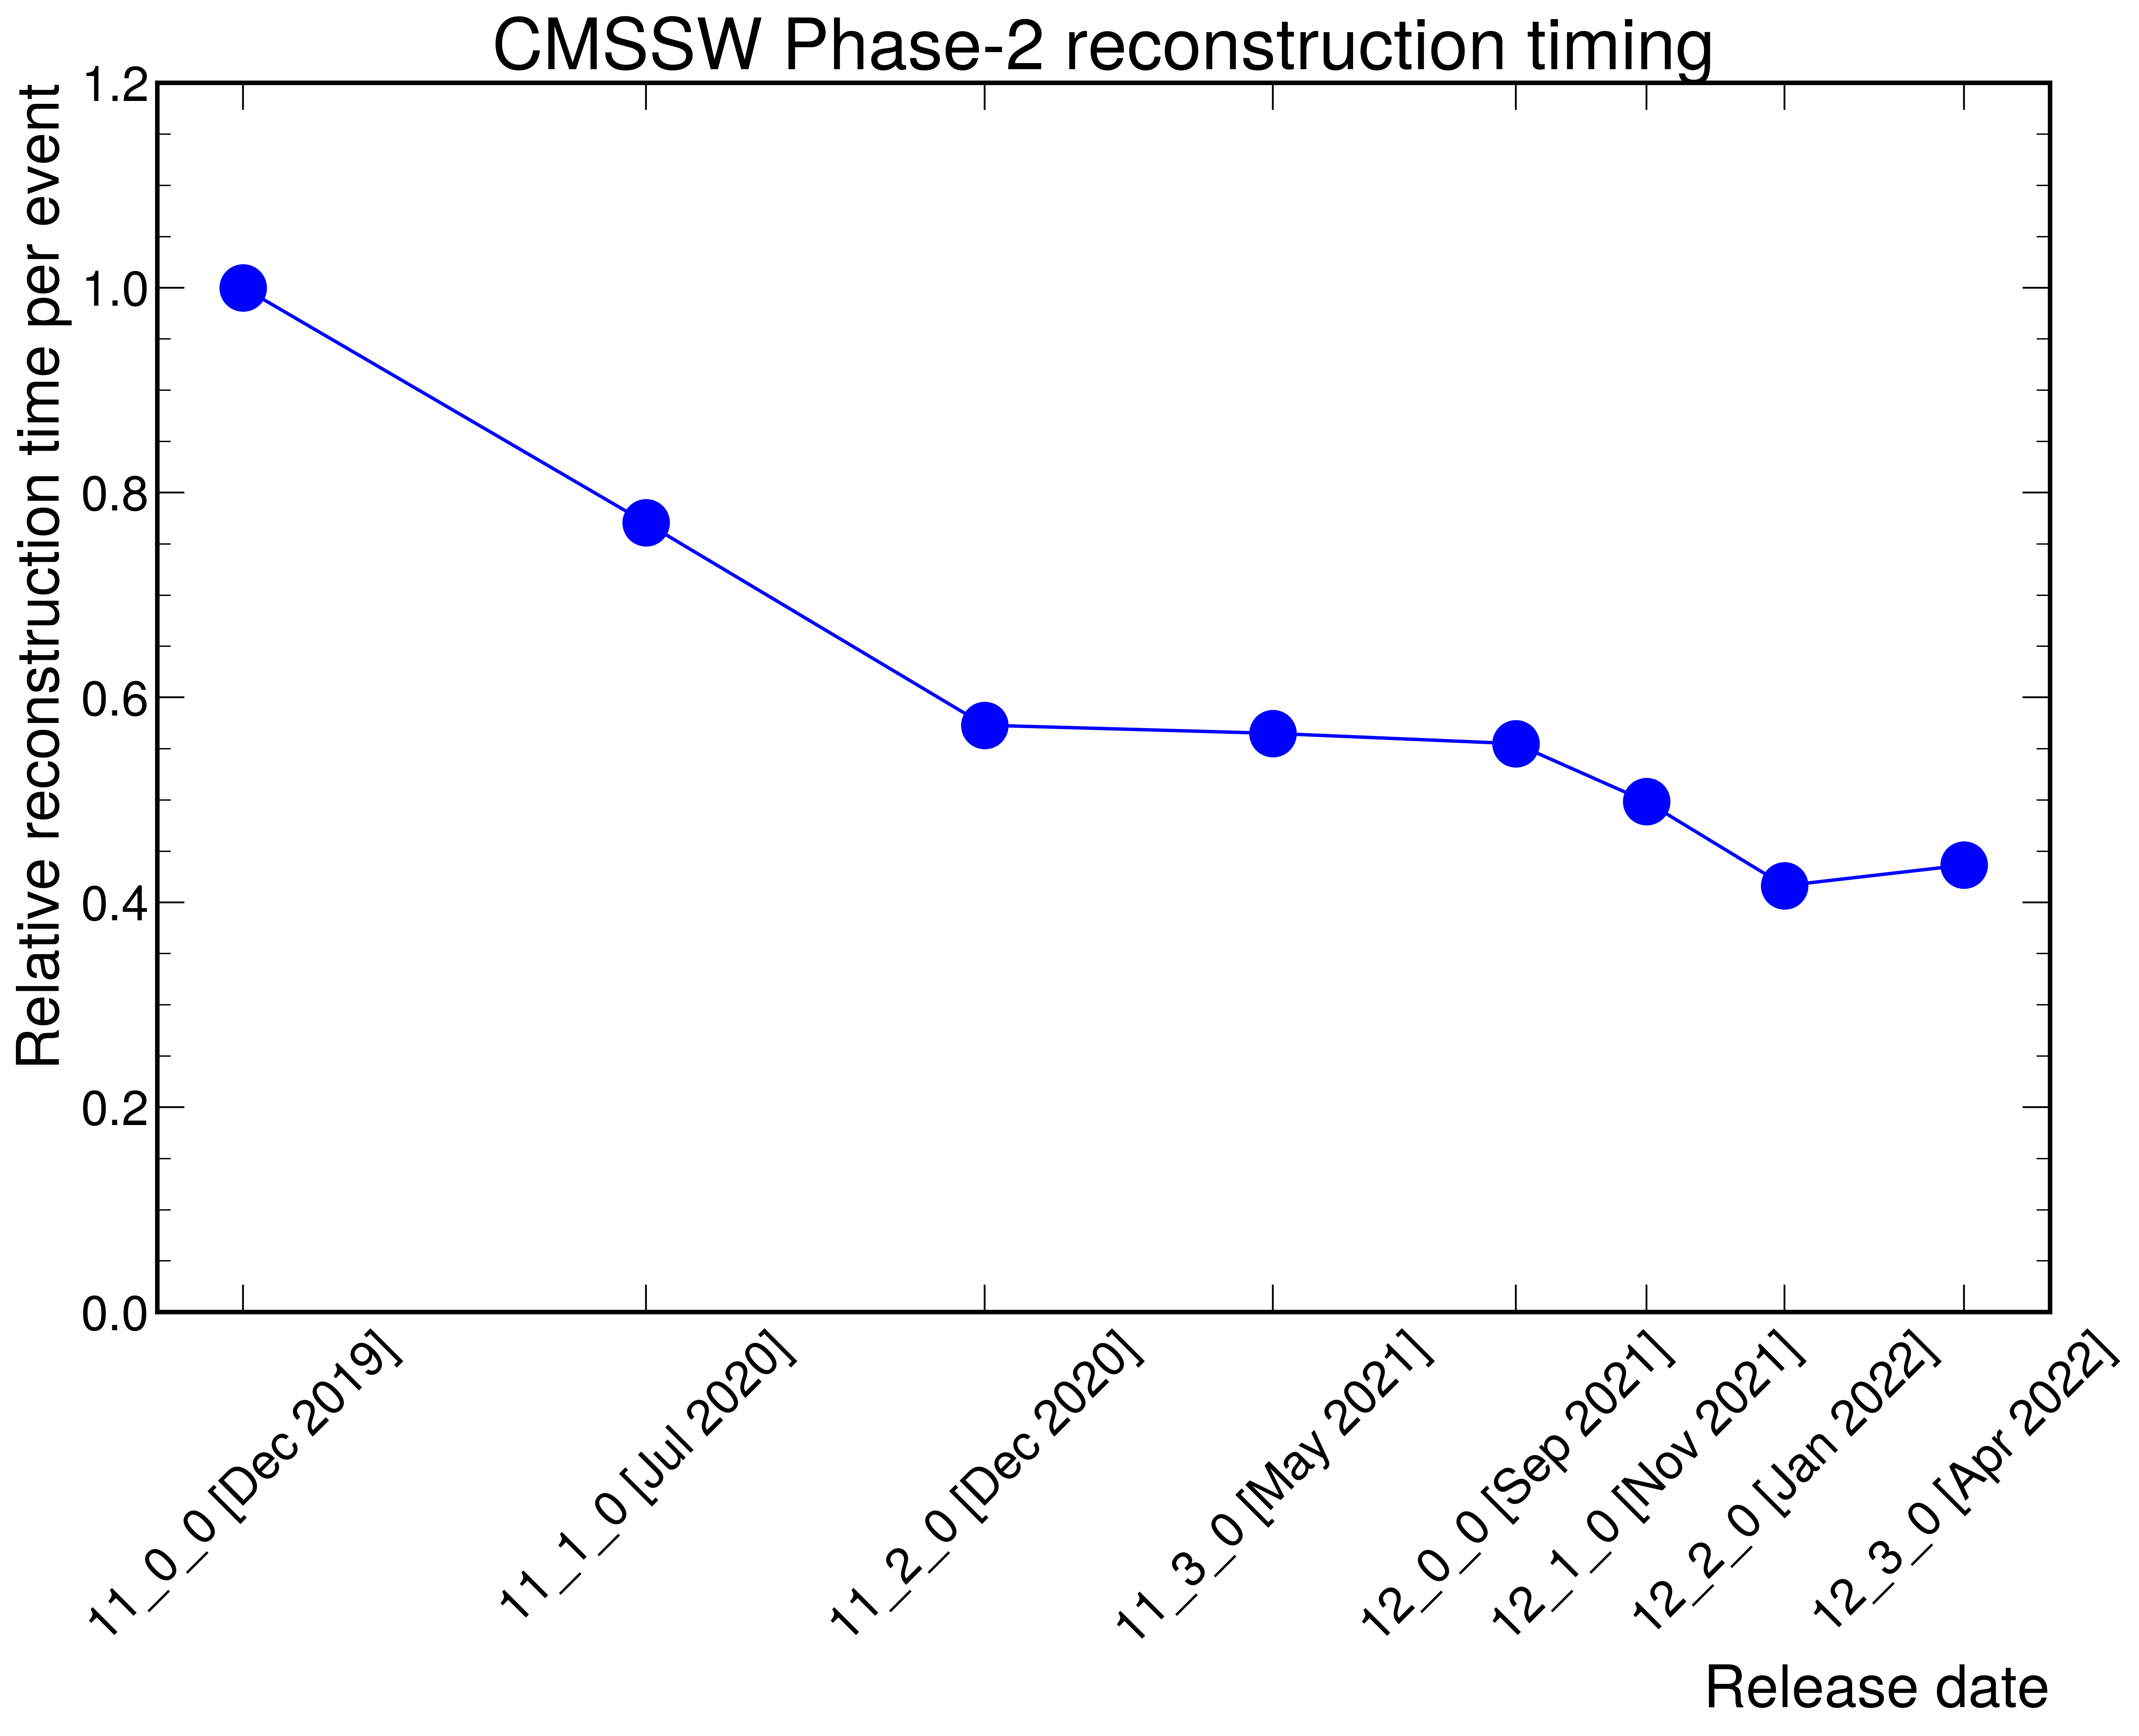 CMSSW Phase-2 reconstruction timing
Relative reconstruction time per event
1.2
1.0
0.8
0.6
0.4
0.2
0.0
11_0_0 [Dec 2019]
11_1_0 [Jul 2020]
11_2_0 [Dec 2020]
11_3_0 [May 2021]
12_0_0 [Sep 2021]
12_1_0 [Nov 2021]
12_2_0 [Jan 2022]
12_3_0 [Apr 2022]
Release date